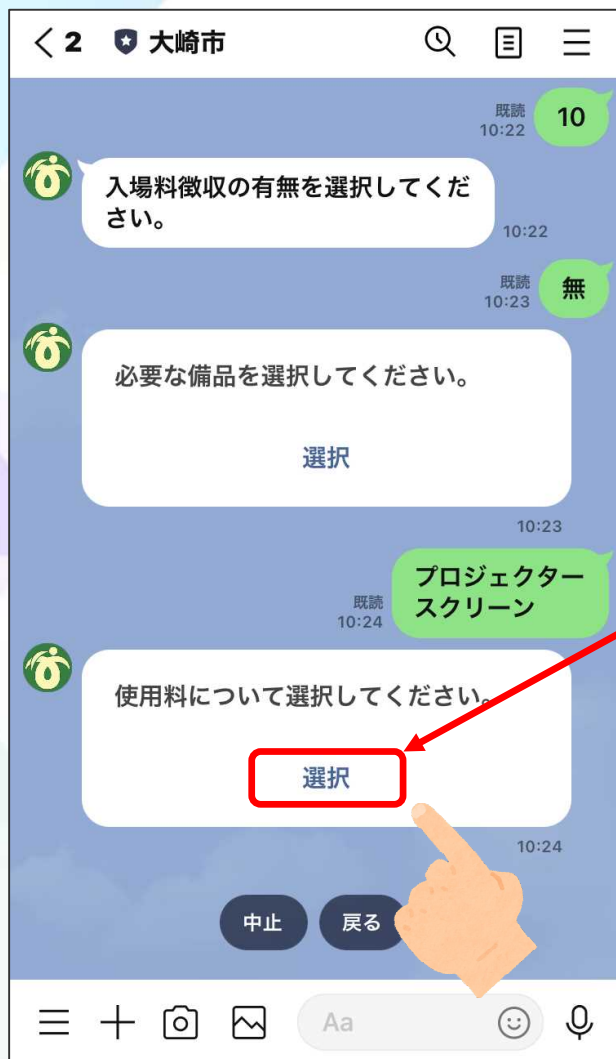 2 大崎市
既読
10:22
10
入場料徴収の有無を選択してくだ
さい。
10:22
既読
10:23
無
必要な備品を選択してください。
選択
10:23
プロジェクター
スクリーン
既読
10:24
使用料について選択してください。
選択
10:24
中止 戻る
Aa